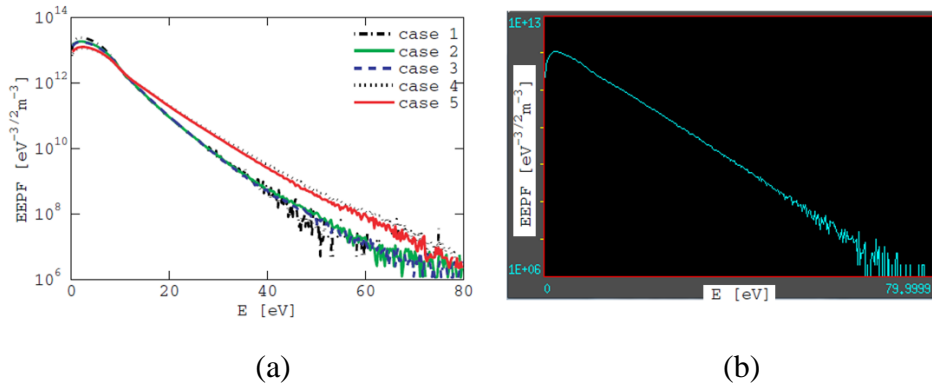 10^14
10^12
10^10
10^8
10^6
EEPF [eV^-3/2m^-3]
case 1
case 2
case 3
case 4
case 5
0 20 40 60 80
E [eV]
(a)
1E+13
EEPF [eV^-3/2m^-3]
1E+06
0 E [eV] 79.9999
(b)